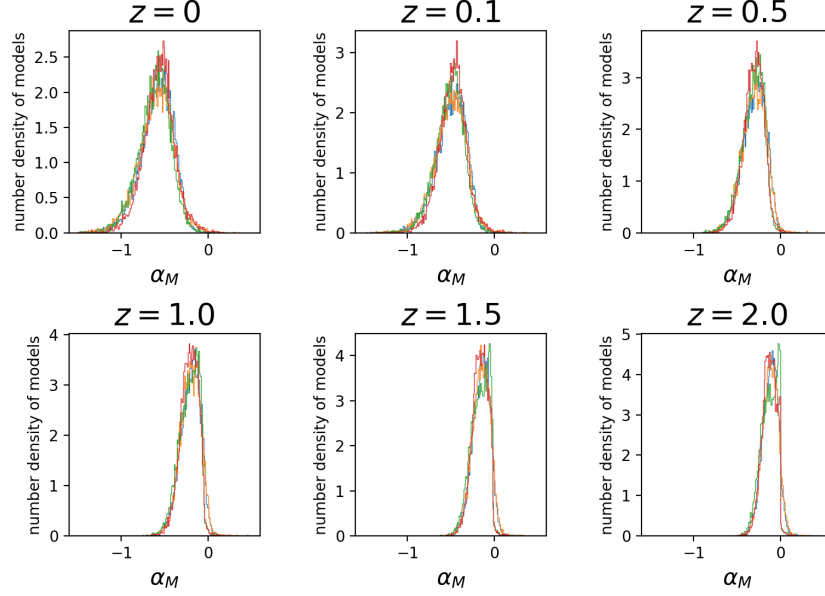 z = 0
z = 0.1
z = 0.5
number density of models
2.5
2.0
1.5
1.0
0.5
0.0
−1
0
α_M
number density of models
3
2
1
0
−1
0
α_M
number density of models
3
2
1
0
−1
0
α_M
z = 1.0
z = 1.5
z = 2.0
number density of models
4
3
2
1
0
−1
0
α_M
number density of models
4
3
2
1
0
−1
0
α_M
number density of models
5
4
3
2
1
0
−1
0
α_M